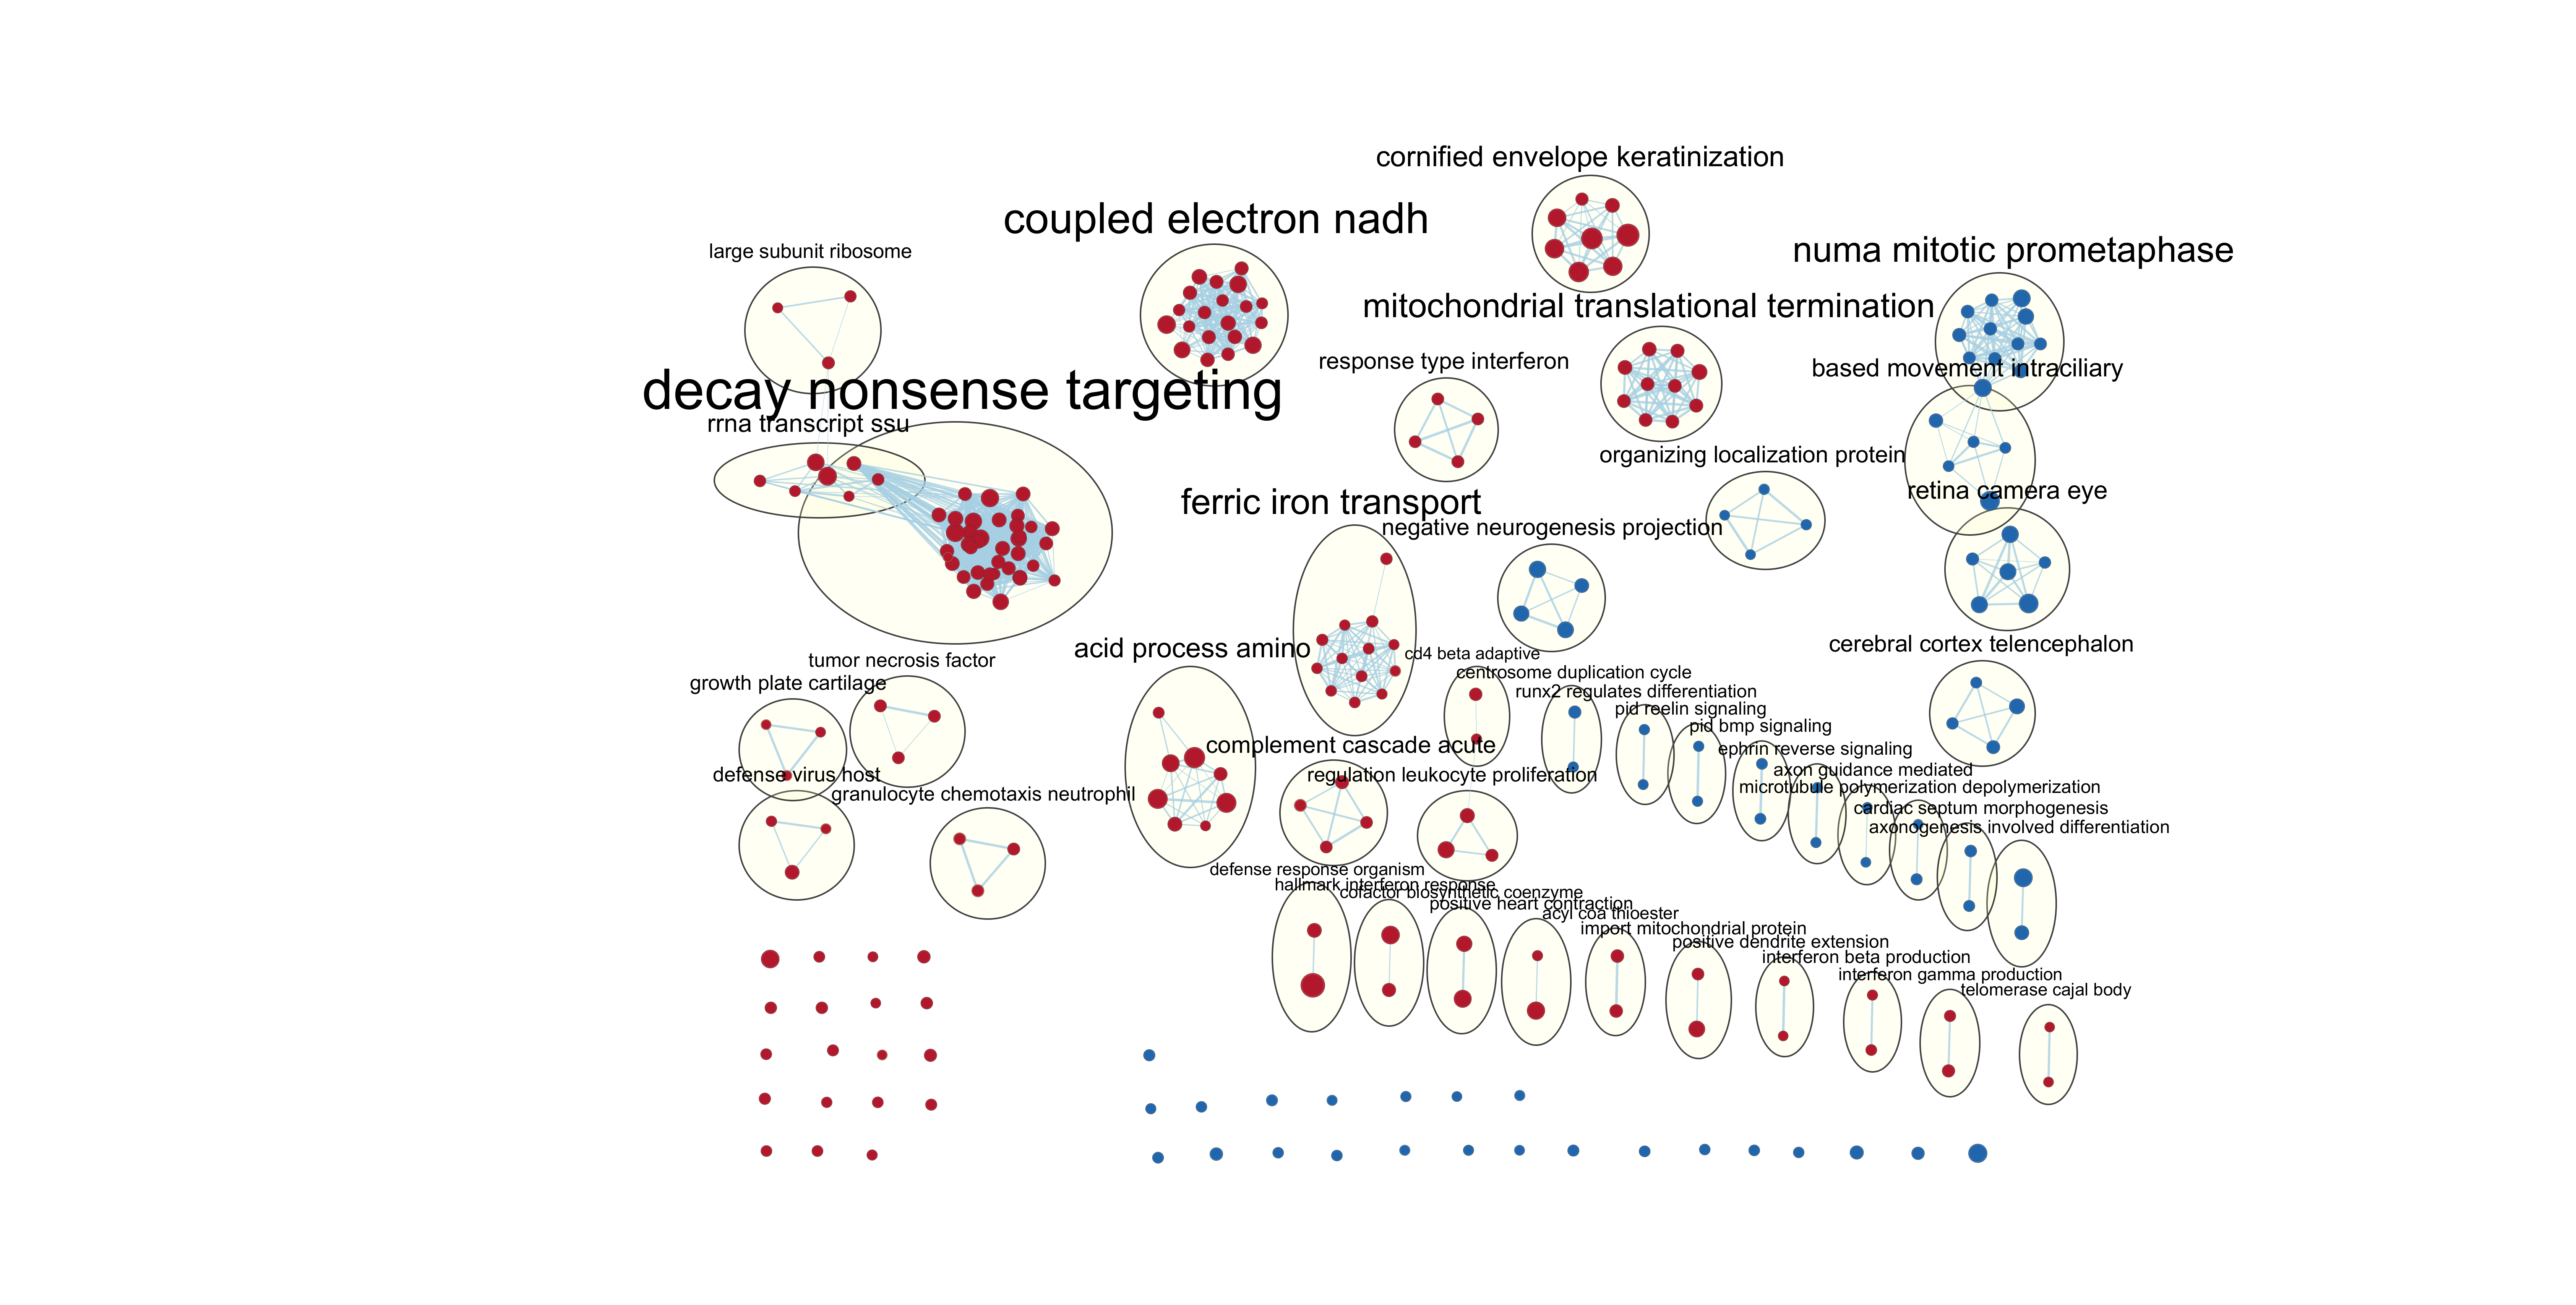 cornified envelope keratinization
coupled electron nadh
large subunit ribosome
numa mitotic prometaphase
mitochondrial translational termination
response type interferon
based movement intraciliary
decay nonsense targeting
rrna transcript ssu
organizing localization protein
retina camera eye
ferric iron transport
negative neurogenesis projection
acid process amino
cerebral cortex telencephalon
cd4 beta adaptive
tumor necrosis factor
centrosome duplication cycle
growth plate cartilage
runx2 regulates differentiation
pid reelin signaling
pid bmp signaling
complement cascade acute
ephrin reverse signaling
axon guidance mediated
defense virus host
regulation leukocyte proliferation
microtubule polymerization depolymerization
granulocyte chemotaxis neutrophil
cardiac septum morphogenesis
axonogenesis involved differentiation
defense response organism
hallmark interferon response
cofactor biosynthetic coenzyme
positive heart contraction
acyl coa thioester
import mitochondrial protein
positive dendrite extension
interferon beta production
interferon gamma production
telomerase cajal body